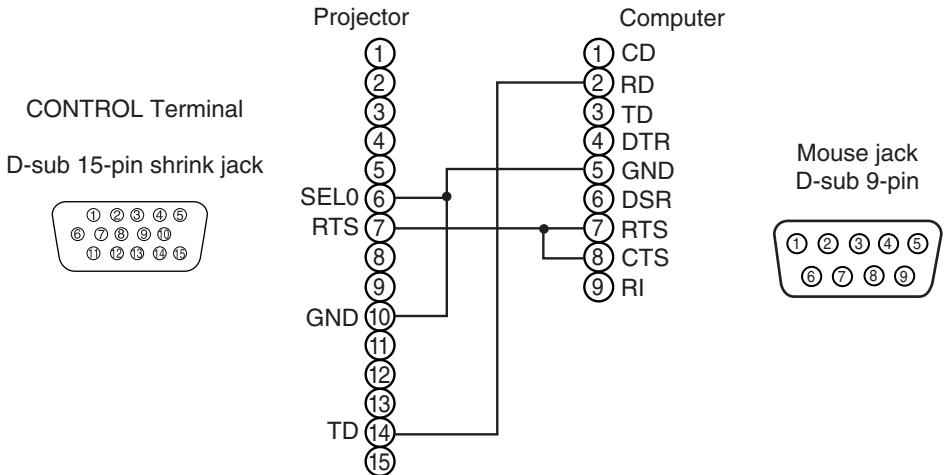 Projector
Computer
CONTROL Terminal
D-sub 15-pin shrink jack
① ② ③ ④ ⑤
⑥ ⑦ ⑧ ⑨ ⑩
⑪ ⑫ ⑬ ⑭ ⑮
①
②
③
④
⑤
SEL0 ⑥
RTS ⑦
⑧
⑨
GND ⑩
⑪
⑫
⑬
TD ⑭
⑮
① CD
② RD
③ TD
④ DTR
⑤ GND
⑥ DSR
⑦ RTS
⑧ CTS
⑨ RI
Mouse jack
D-sub 9-pin
① ② ③ ④ ⑤
⑥ ⑦ ⑧ ⑨